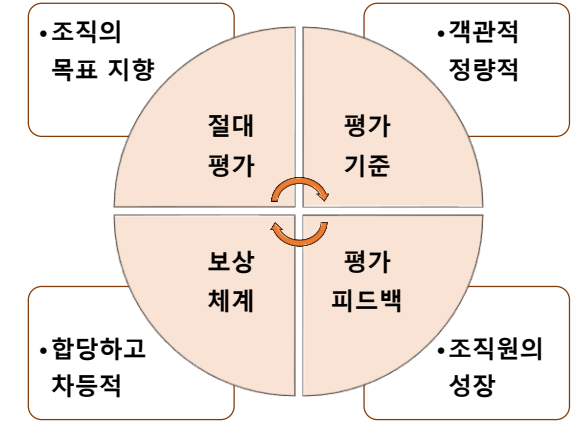 •조직의
목표 지향
•객관적
정량적
절대
평가
평가
기준
보상
체계
평가
피드백
•합당하고
차등적
•조직원의
성장